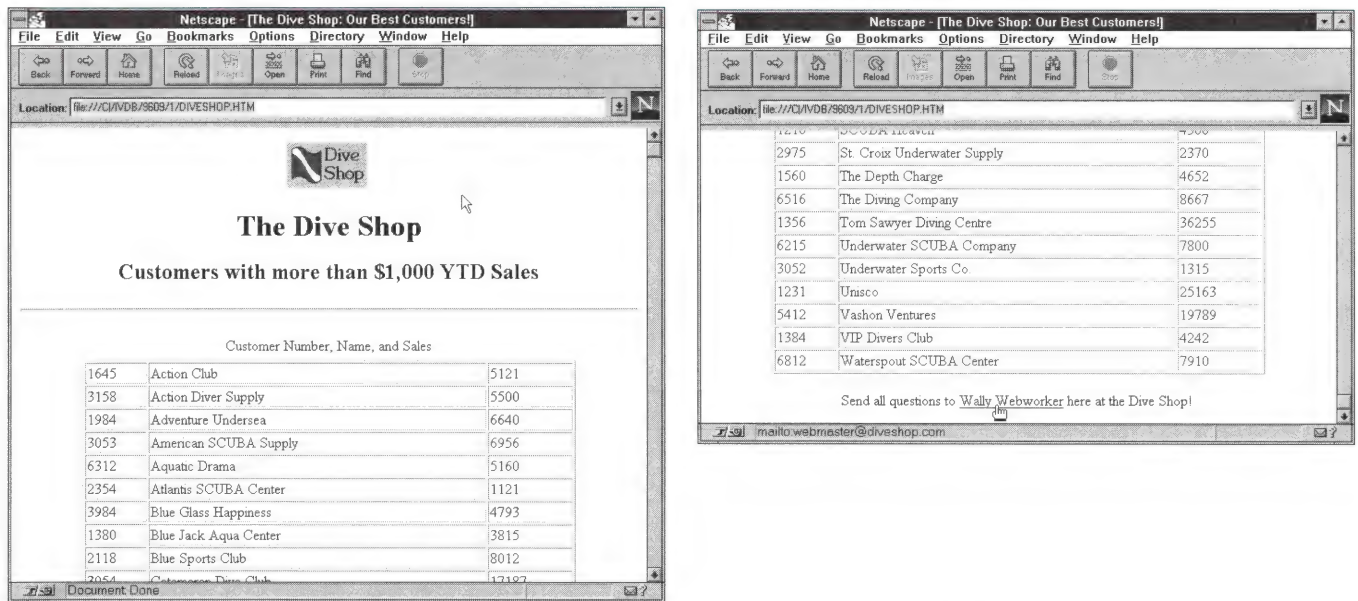 Netscape - [The Dive Shop: Our Best Customers!]
File Edit View Go Bookmarks Options Directory Window Help
Back Forward Home Reload Images Open Print Find Stop
Location: file:///C|/IVDB/9609/1/DIVESHOP.HTM
N
Dive
Shop
The Dive Shop
Customers with more than $1,000 YTD Sales
Customer Number, Name, and Sales
1645 Action Club 5121
3158 Action Diver Supply 5500
1984 Adventure Undersea 6640
3053 American SCUBA Supply 6956
6312 Aquatic Drama 5160
2354 Atlantis SCUBA Center 1121
3984 Blue Glass Happiness 4793
1380 Blue Jack Aqua Center 3815
2118 Blue Sports Club 8012
3054 Catamaran Dive Club 17187
Document: Done
Netscape - [The Dive Shop: Our Best Customers!]
File Edit View Go Bookmarks Options Directory Window Help
Back Forward Home Reload Images Open Print Find Stop
Location: file:///C|/IVDB/9609/1/DIVESHOP.HTM
N
SCUBA Heaven
2975 St. Croix Underwater Supply 2370
1560 The Depth Charge 4652
6516 The Diving Company 8667
1356 Tom Sawyer Diving Centre 36255
6215 Underwater SCUBA Company 7800
3052 Underwater Sports Co. 1315
1231 Unisco 25163
5412 Vashon Ventures 19789
1384 VIP Divers Club 4242
6812 Waterspout SCUBA Center 7910
Send all questions to Wally Webworker here at the Dive Shop!
mailto:webmaster@diveshop.com